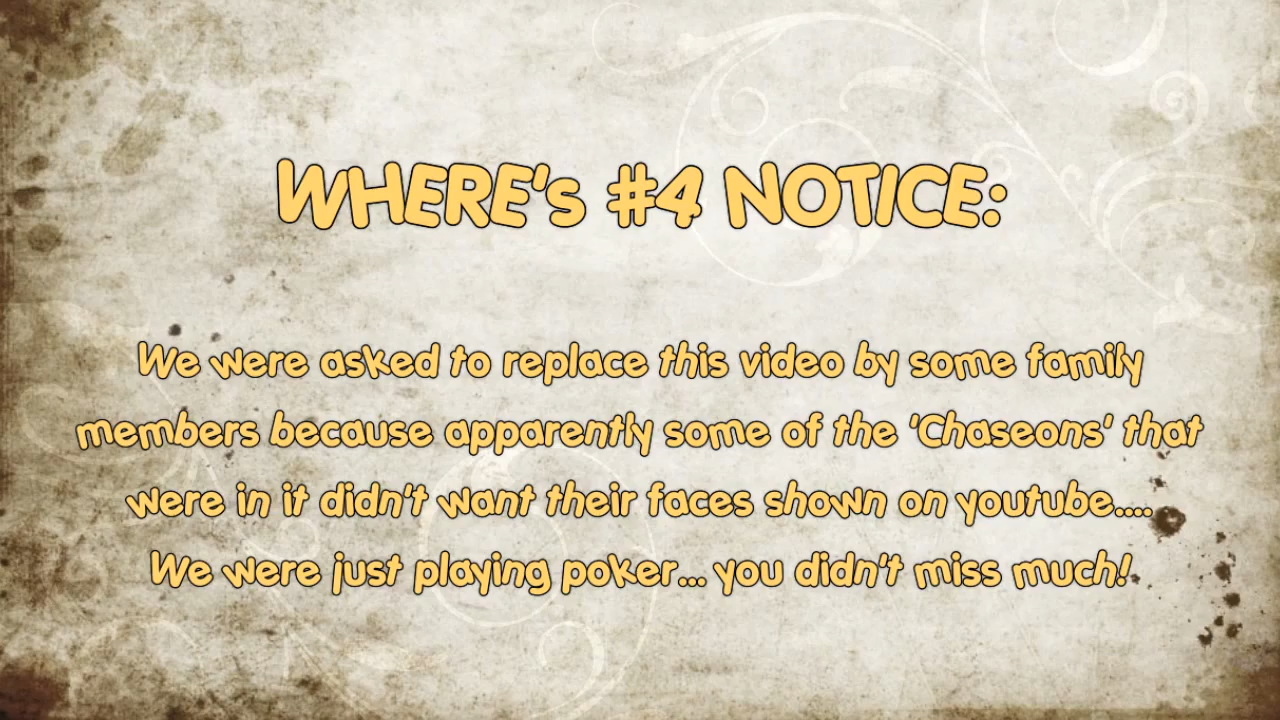 WHERE's #4 NOTICE:
We were asked to replace this video by some family
members because apparently some of the 'Chaseons' that
were in it didn't want their faces shown on youtube....
We were just playing poker... you didn't miss much!